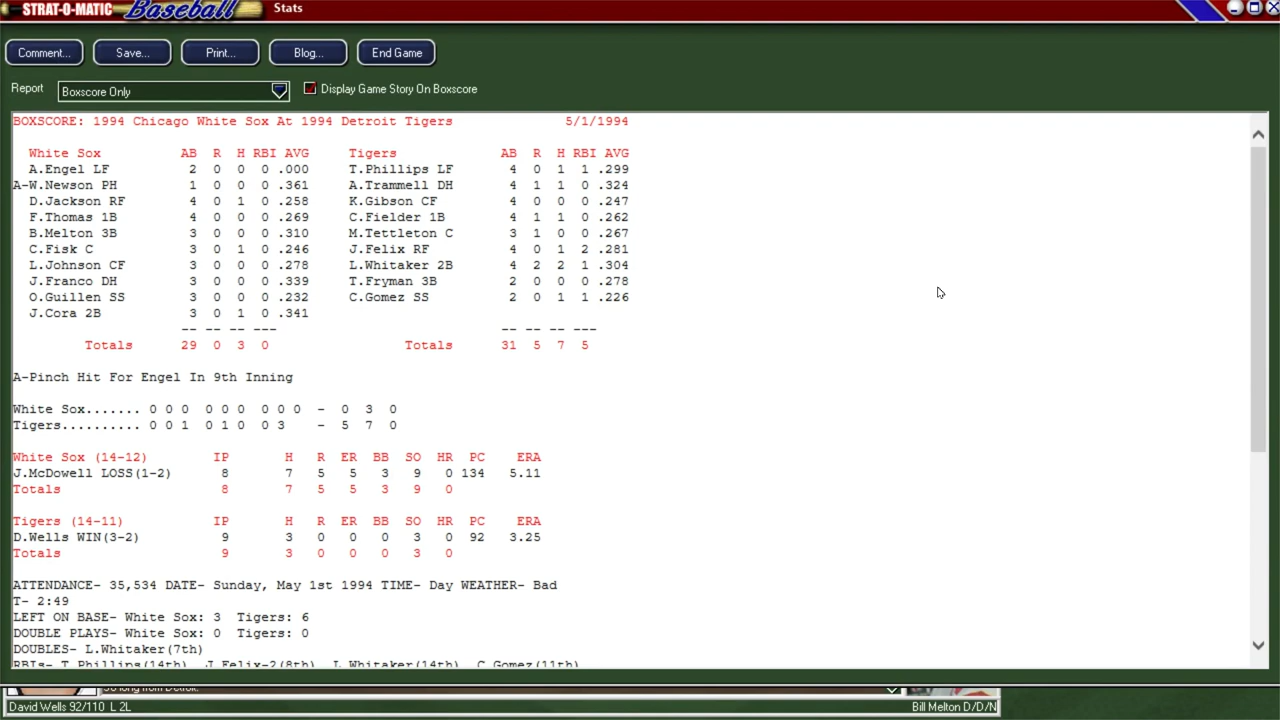 STRAT-O-MATIC Baseball Stats
Comment... Save... Print... Blog... End Game
Report Boxscore Only Display Game Story On Boxscore
BOXSCORE: 1994 Chicago White Sox At 1994 Detroit Tigers 5/1/1994
White Sox AB R H RBI AVG Tigers AB R H RBI AVG
A.Engel LF 2 0 0 0 .000 T.Phillips LF 4 0 1 1 .299
A-W.Newson PH 1 0 0 0 .361 A.Trammell DH 4 1 1 0 .324
D.Jackson RF 4 0 1 0 .258 K.Gibson CF 4 0 0 0 .247
F.Thomas 1B 4 0 0 0 .269 C.Fielder 1B 4 1 1 0 .262
B.Melton 3B 3 0 0 0 .310 M.Tettleton C 3 1 0 0 .267
C.Fisk C 3 0 1 0 .246 J.Felix RF 4 0 1 2 .281
L.Johnson CF 3 0 0 0 .278 L.Whitaker 2B 4 2 2 1 .304
J.Franco DH 3 0 0 0 .339 T.Fryman 3B 2 0 0 0 .278
O.Guillen SS 3 0 0 0 .232 C.Gomez SS 2 0 1 1 .226
J.Cora 2B 3 0 1 0 .341
-- -- -- --- -- -- -- ---
Totals 29 0 3 0 Totals 31 5 7 5
A-Pinch Hit For Engel In 9th Inning
White Sox....... 0 0 0 0 0 0 0 0 0 - 0 3 0
Tigers.......... 0 0 1 0 1 0 0 3 - 5 7 0
White Sox (14-12) IP H R ER BB SO HR PC ERA
J.McDowell LOSS(1-2) 8 7 5 5 3 9 0 134 5.11
Totals 8 7 5 5 3 9 0
Tigers (14-11) IP H R ER BB SO HR PC ERA
D.Wells WIN(3-2) 9 3 0 0 0 3 0 92 3.25
Totals 9 3 0 0 0 3 0
ATTENDANCE- 35,534 DATE- Sunday, May 1st 1994 TIME- Day WEATHER- Bad
T- 2:49
LEFT ON BASE- White Sox: 3 Tigers: 6
DOUBLE PLAYS- White Sox: 0 Tigers: 0
DOUBLES- L.Whitaker(7th)
RBIs- T.Phillips(14th) J.Felix-2(8th) L.Whitaker(14th) C.Gomez(11th)
So long from Detroit.
David Wells 92/110 L 2L Bill Melton D/D/N